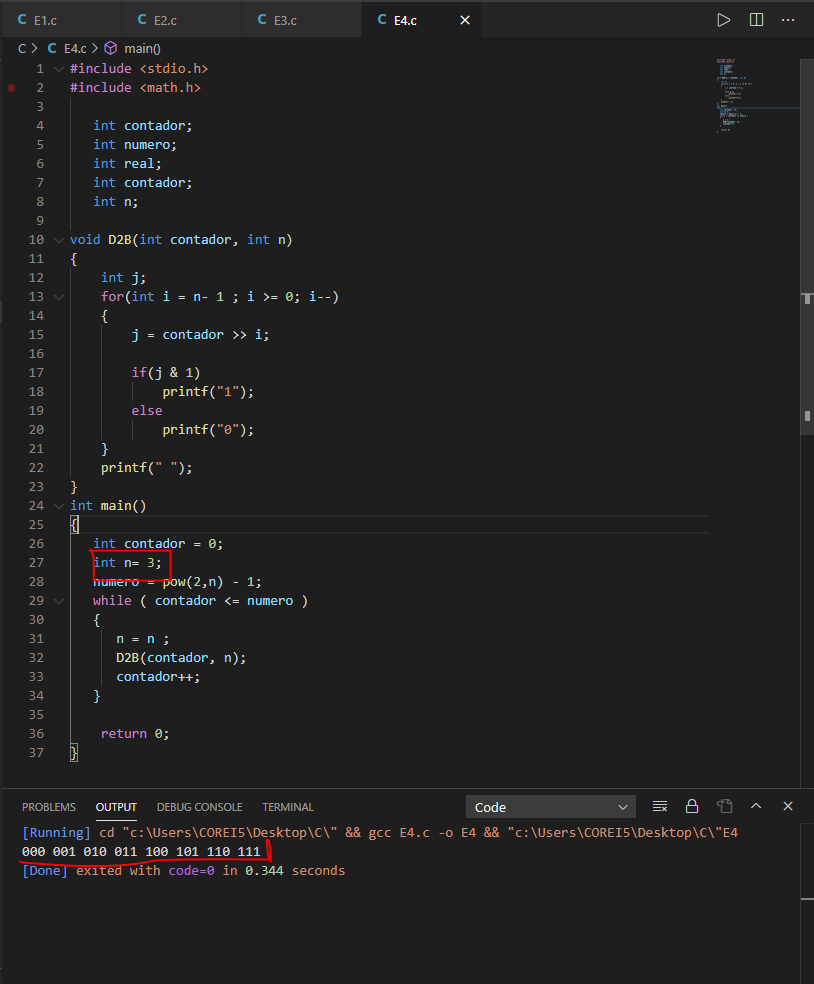 C E1.c C E2.c C E3.c C E4.c ×
C > C E4.c > main()
1 #include <stdio.h>
2 #include <math.h>
3
4 int contador;
5 int numero;
6 int real;
7 int contador;
8 int n;
9
10 void D2B(int contador, int n)
11 {
12 int j;
13 for(int i = n- 1 ; i >= 0; i--)
14 {
15 j = contador >> i;
16
17 if(j & 1)
18 printf("1");
19 else
20 printf("0");
21 }
22 printf(" ");
23 }
24 int main()
25 {
26 int contador = 0;
27 int n= 3;
28 numero = pow(2,n) - 1;
29 while ( contador <= numero )
30 {
31 n = n ;
32 D2B(contador, n);
33 contador++;
34 }
35
36 return 0;
37 }
PROBLEMS OUTPUT DEBUG CONSOLE TERMINAL Code
[Running] cd "c:\Users\COREI5\Desktop\C\" && gcc E4.c -o E4 && "c:\Users\COREI5\Desktop\C\"E4
000 001 010 011 100 101 110 111
[Done] exited with code=0 in 0.344 seconds